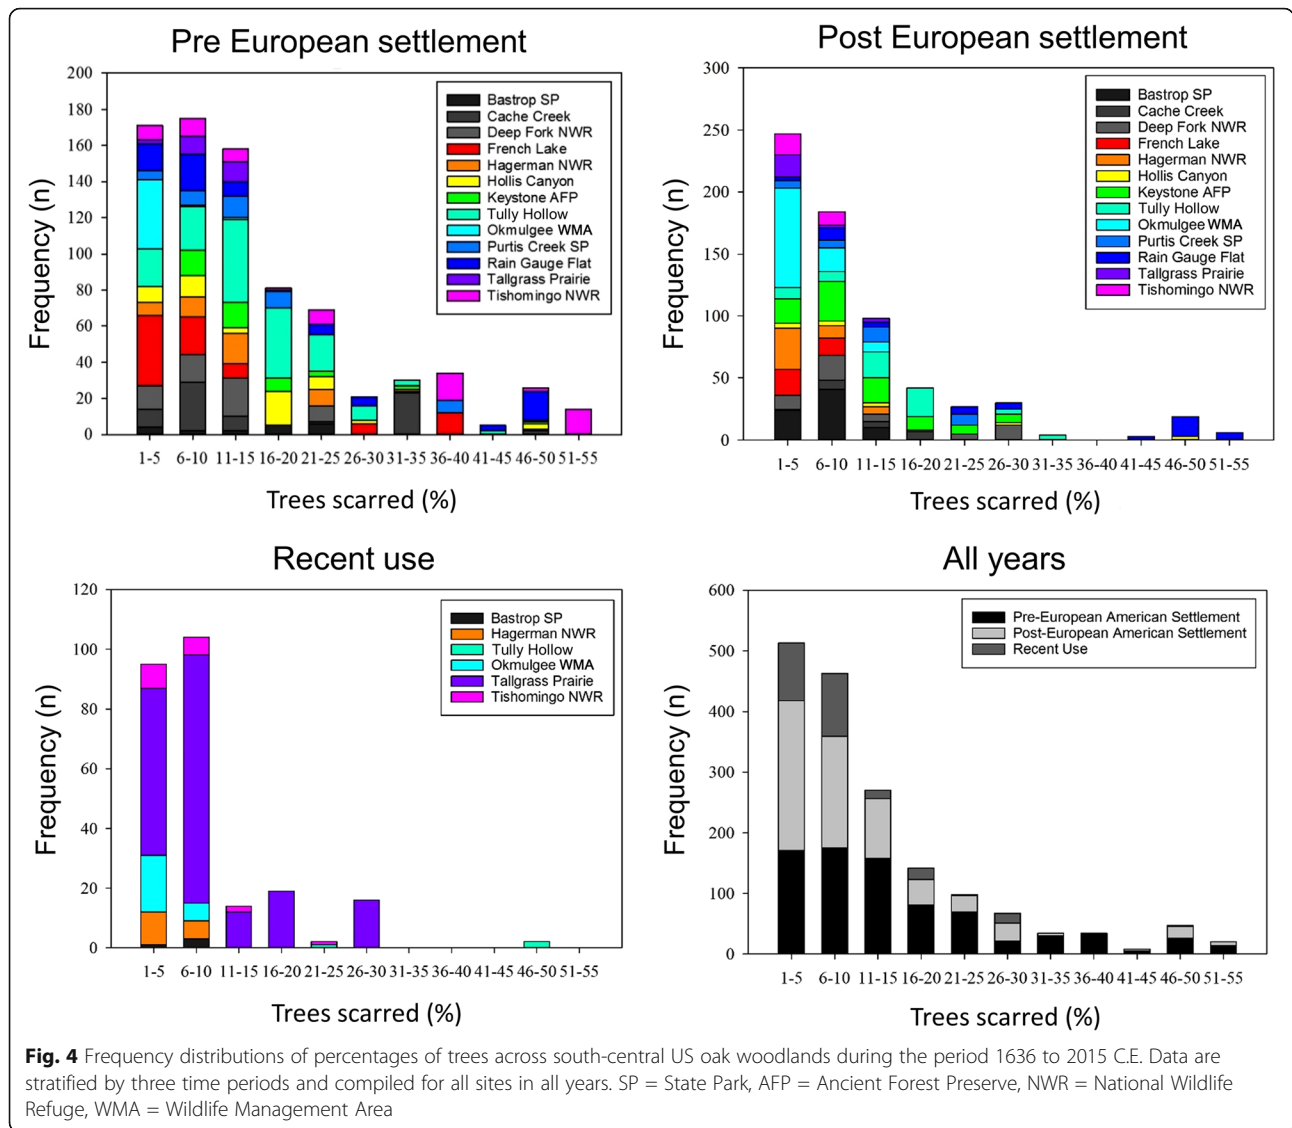 Pre European settlement
200
180
160
140
120
100
80
60
40
20
0
Frequency (n)
Bastrop SP
Cache Creek
Deep Fork NWR
French Lake
Hagerman NWR
Hollis Canyon
Keystone AFP
Tully Hollow
Okmulgee WMA
Purtis Creek SP
Rain Gauge Flat
Tallgrass Prairie
Tishomingo NWR
1-5 6-10 11-15 16-20 21-25 26-30 31-35 36-40 41-45 46-50 51-55
Trees scarred (%)
Post European settlement
300
250
200
150
100
50
0
Frequency (n)
Bastrop SP
Cache Creek
Deep Fork NWR
French Lake
Hagerman NWR
Hollis Canyon
Keystone AFP
Tully Hollow
Okmulgee WMA
Purtis Creek SP
Rain Gauge Flat
Tallgrass Prairie
Tishomingo NWR
1-5 6-10 11-15 16-20 21-25 26-30 31-35 36-40 41-45 46-50 51-55
Trees scarred (%)
Recent use
120
100
80
60
40
20
0
Frequency (n)
Bastrop SP
Hagerman NWR
Tully Hollow
Okmulgee WMA
Tallgrass Prairie
Tishomingo NWR
1-5 6-10 11-15 16-20 21-25 26-30 31-35 36-40 41-45 46-50 51-55
Trees scarred (%)
All years
600
500
400
300
200
100
0
Frequency (n)
Pre-European American Settlement
Post-European American Settlement
Recent Use
1-5 6-10 11-15 16-20 21-25 26-30 31-35 36-40 41-45 46-50 51-55
Trees scarred (%)
Fig. 4 Frequency distributions of percentages of trees across south-central US oak woodlands during the period 1636 to 2015 C.E. Data are
stratified by three time periods and compiled for all sites in all years. SP = State Park, AFP = Ancient Forest Preserve, NWR = National Wildlife
Refuge, WMA = Wildlife Management Area